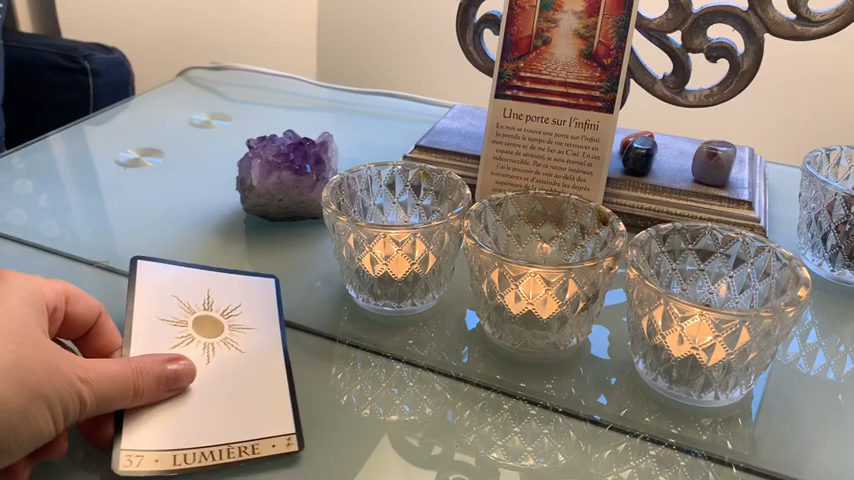 Une porte sur l'infini
En moi se trouve une porte sur l'infini.
Je prends le temps de me retrouver en
mon centre et de me lier au Ciel. En cet
espace de sérénité, je suis éternel et
indestructible. Par ce retour intérieur,
j'ai le pouvoir de voir au-delà des
événements et d'atteindre les degrés
supérieurs de
37 • LUMIÈRE •